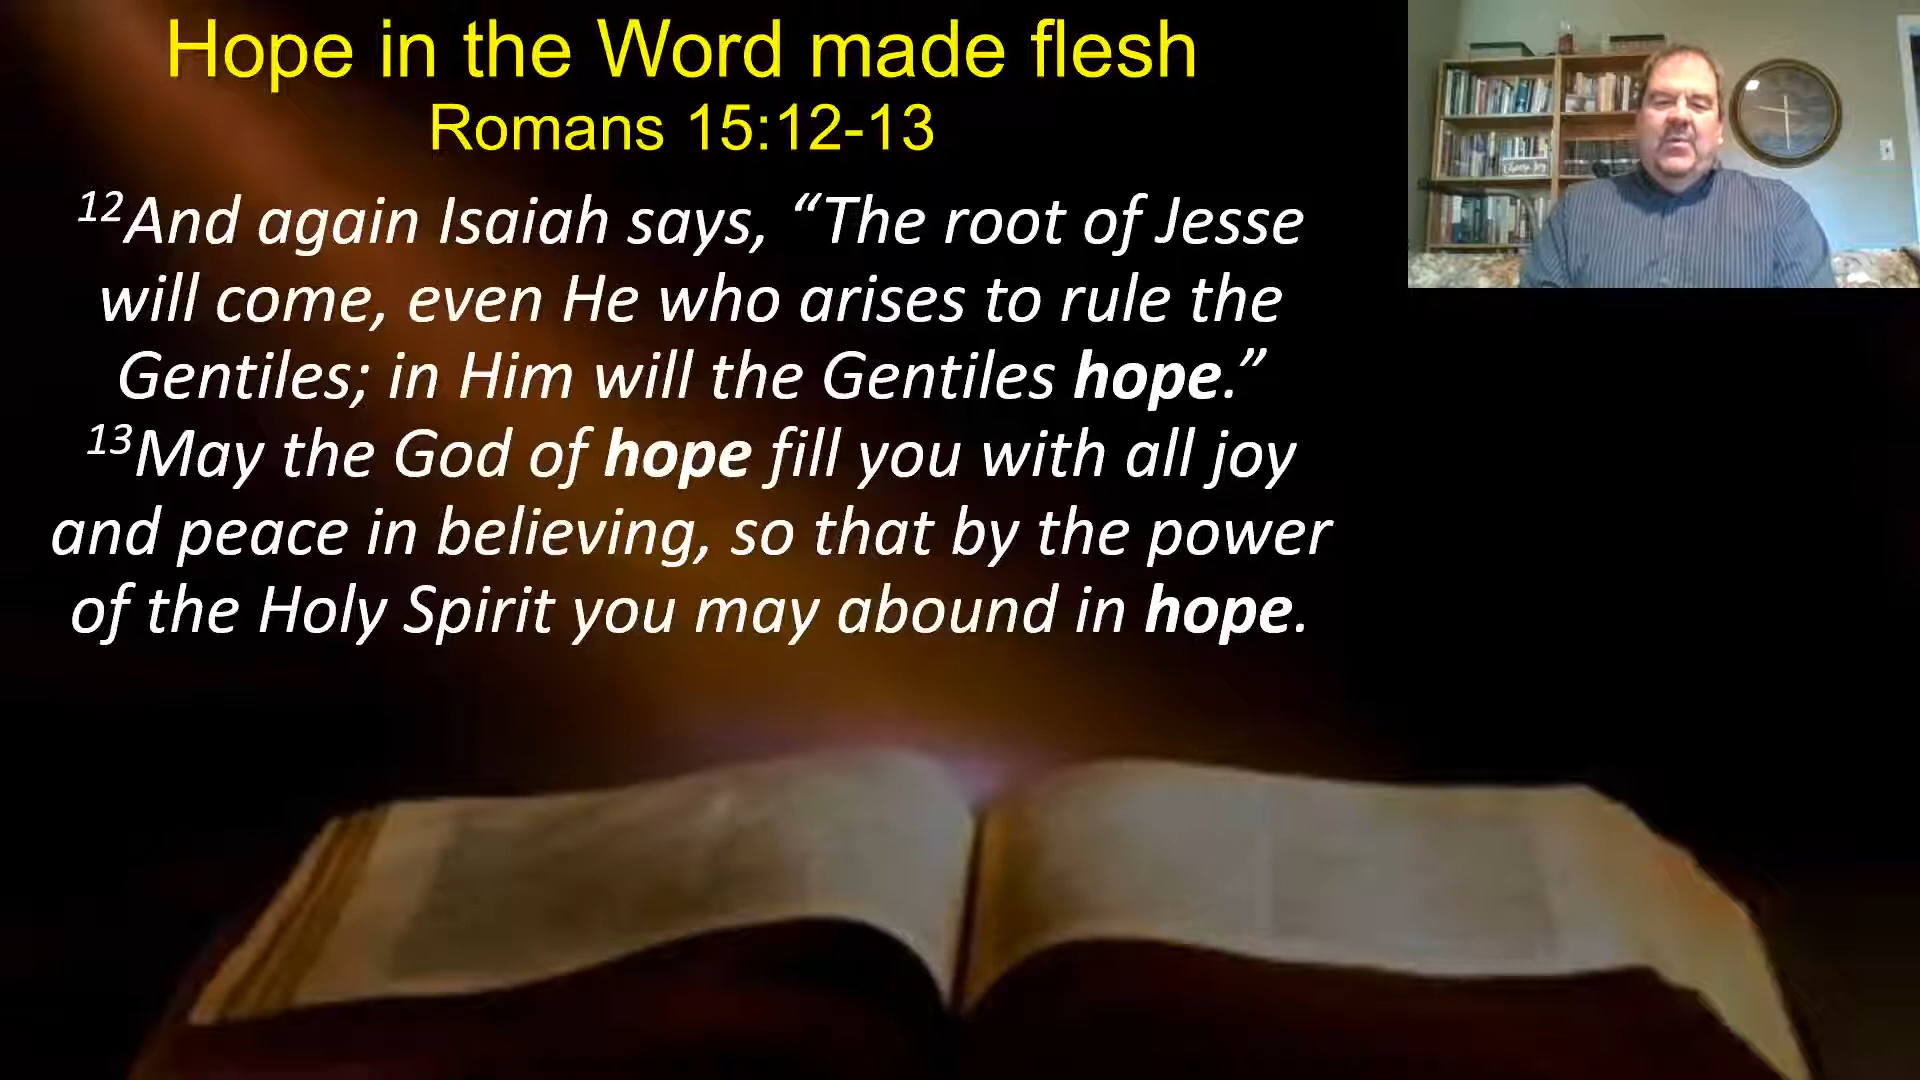 Hope in the Word made flesh
Romans 15:12-13
12And again Isaiah says, “The root of Jesse
will come, even He who arises to rule the
Gentiles; in Him will the Gentiles hope.”
13May the God of hope fill you with all joy
and peace in believing, so that by the power
of the Holy Spirit you may abound in hope.